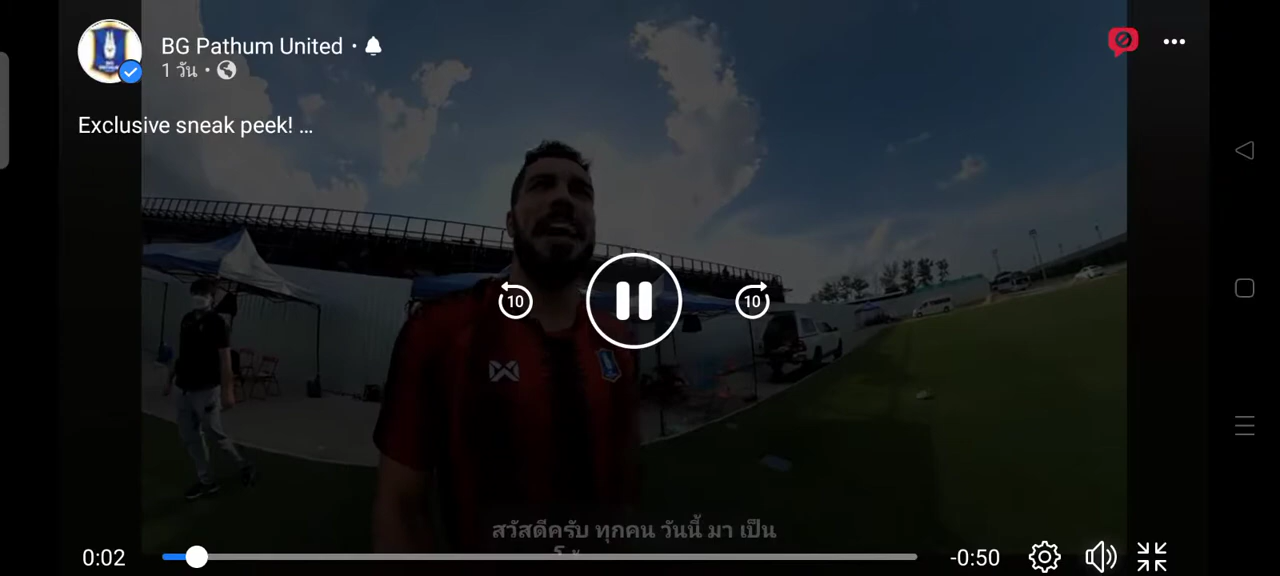 BG Pathum United ·
1 วัน ·
Exclusive sneak peek! ...
10
10
สวัสดีครับ ทุกคน วันนี้ มา เป็น
0:02
-0:50